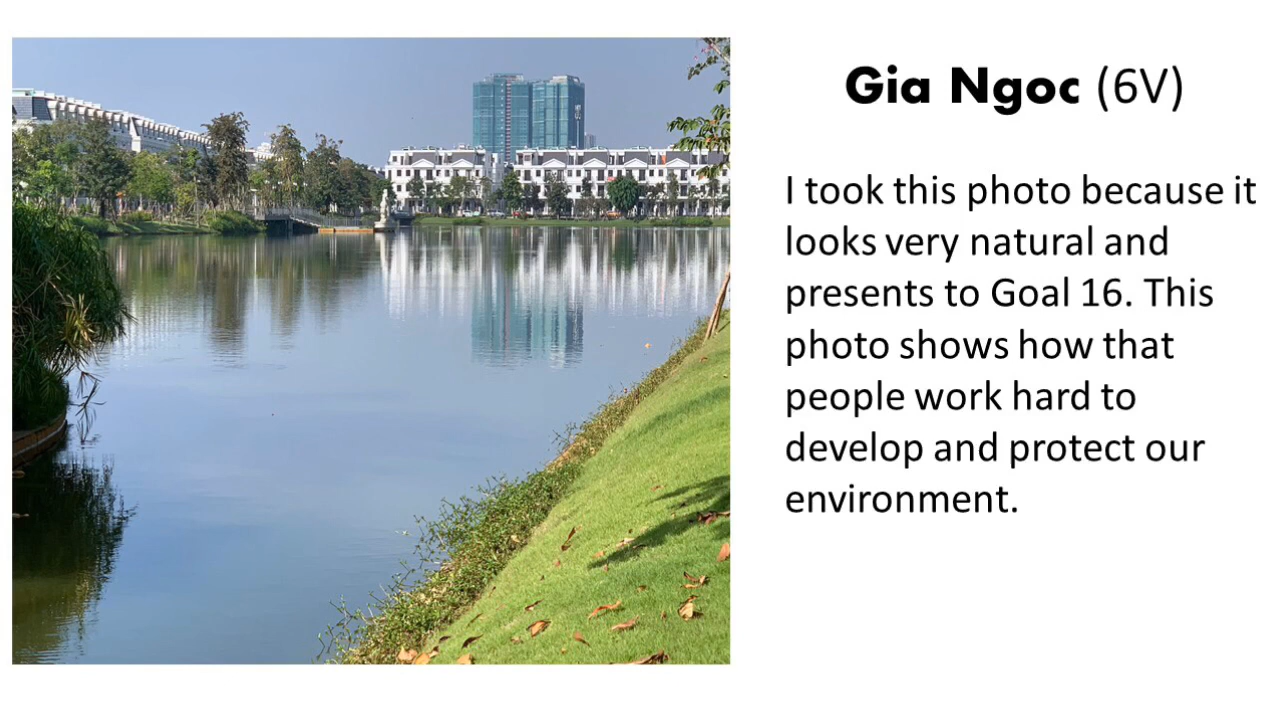 Gia Ngoc (6V)
I took this photo because it
looks very natural and
presents to Goal 16. This
photo shows how that
people work hard to
develop and protect our
environment.